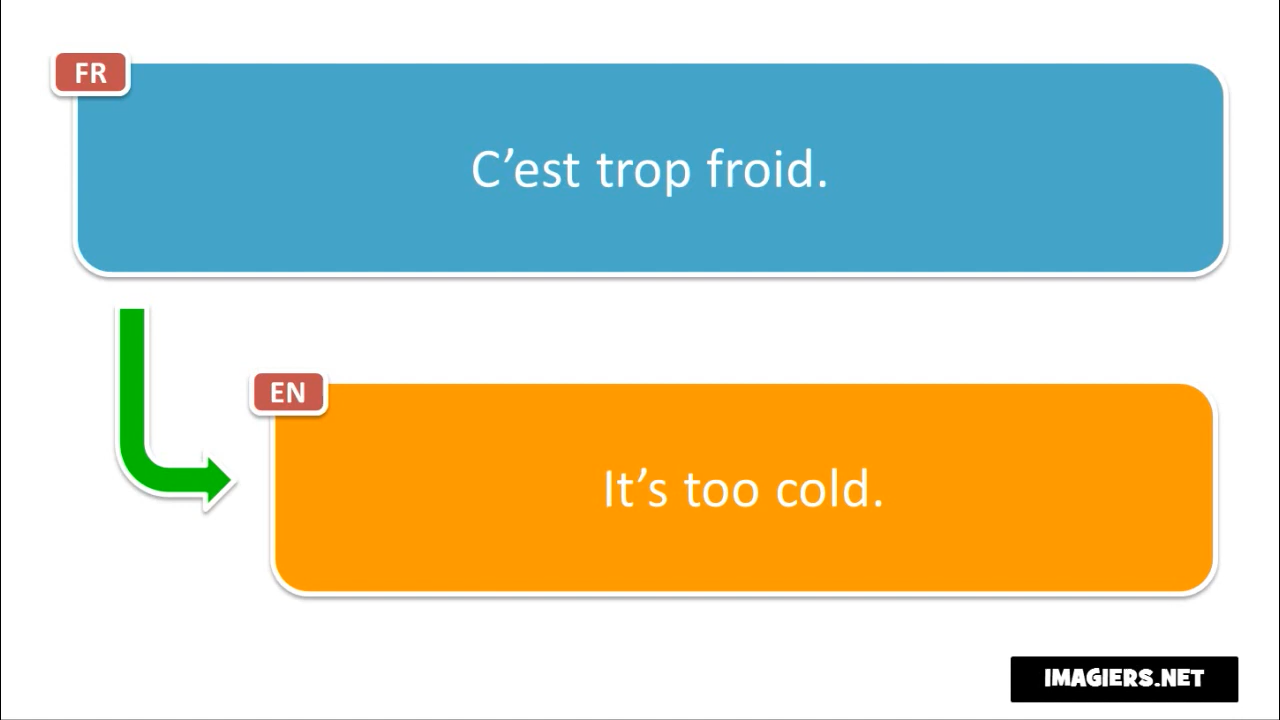 FR
C’est trop froid.
EN
It’s too cold.
IMAGIERS.NET